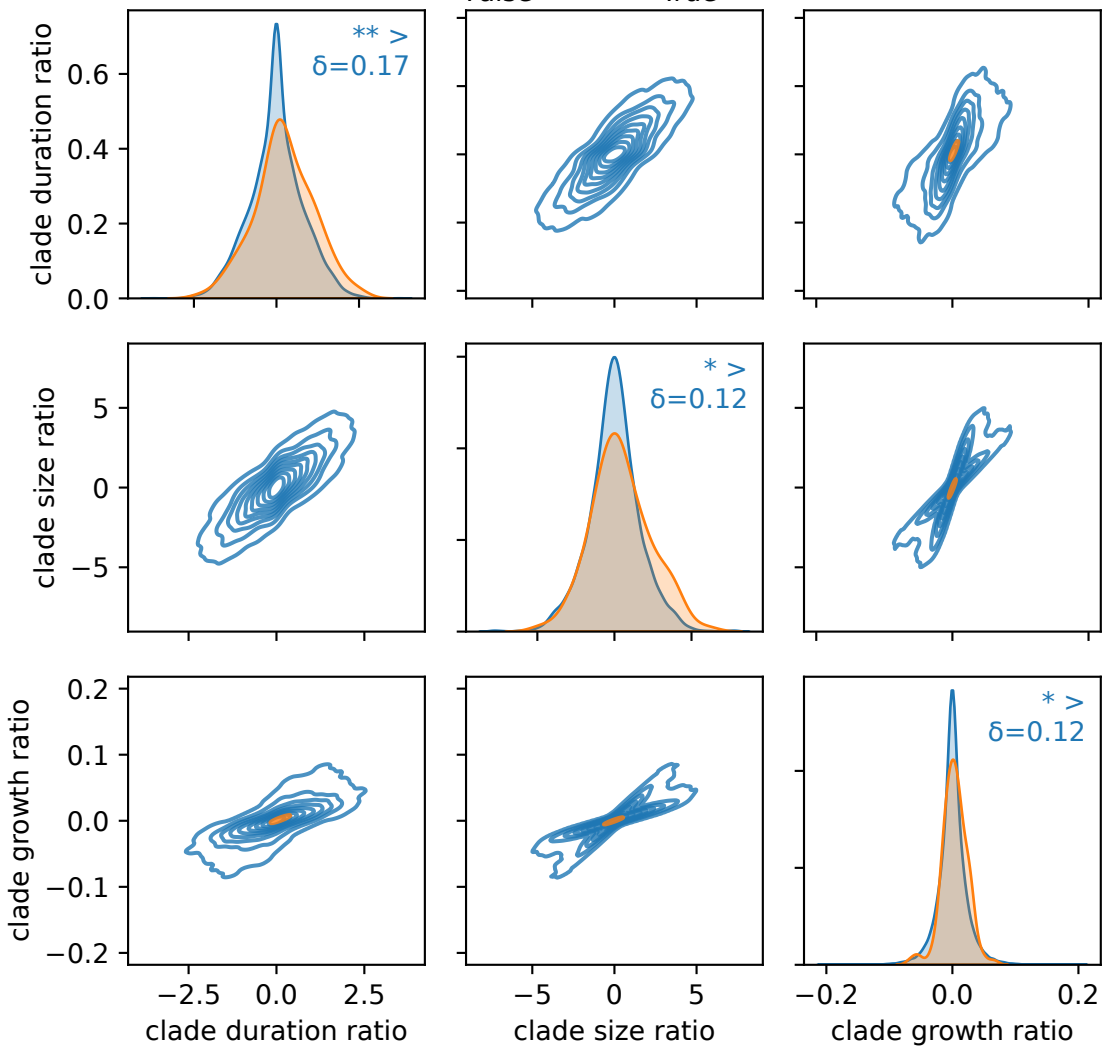 clade duration ratio
0.6
0.4
0.2
0.0
** >
δ=0.17
clade size ratio
5
0
−5
* >
δ=0.12
clade growth ratio
0.2
0.1
0.0
−0.1
−0.2
* >
δ=0.12
−2.5 0.0 2.5
−5 0 5
−0.2 0.0 0.2
clade duration ratio
clade size ratio
clade growth ratio